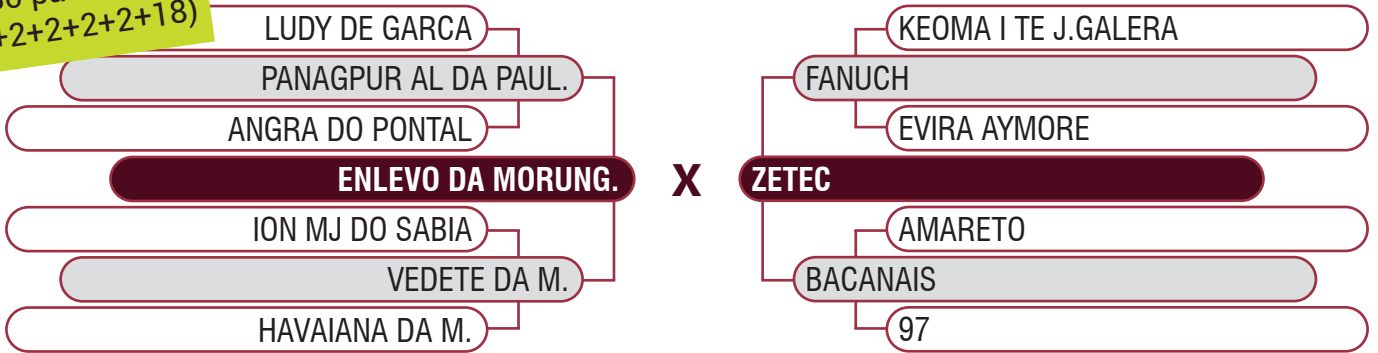 +2+2+2+2+18)
LUDY DE GARCA
PANAGPUR AL DA PAUL.
ANGRA DO PONTAL
ENLEVO DA MORUNG.
ION MJ DO SABIA
VEDETE DA M.
HAVAIANA DA M.
X
KEOMA I TE J.GALERA
FANUCH
EVIRA AYMORE
ZETEC
AMARETO
BACANAIS
97